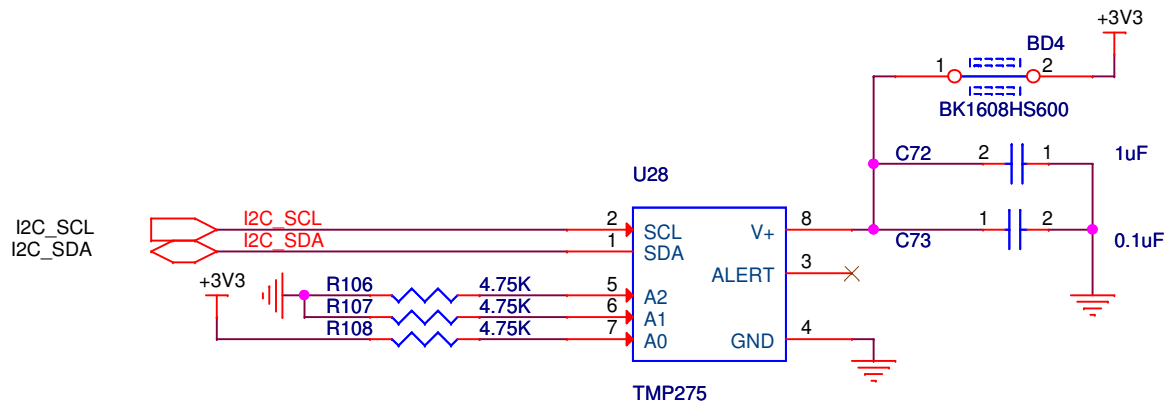 +3V3
BD4
1 2
BK1608HS600
C72 2 1 1uF
U28
I2C_SCL I2C_SCL 2 SCL V+ 8 C73 1 2 0.1uF
I2C_SDA I2C_SDA 1 SDA
ALERT 3
+3V3 R106 4.75K 5 A2
R107 4.75K 6 A1
R108 4.75K 7 A0 GND 4
TMP275